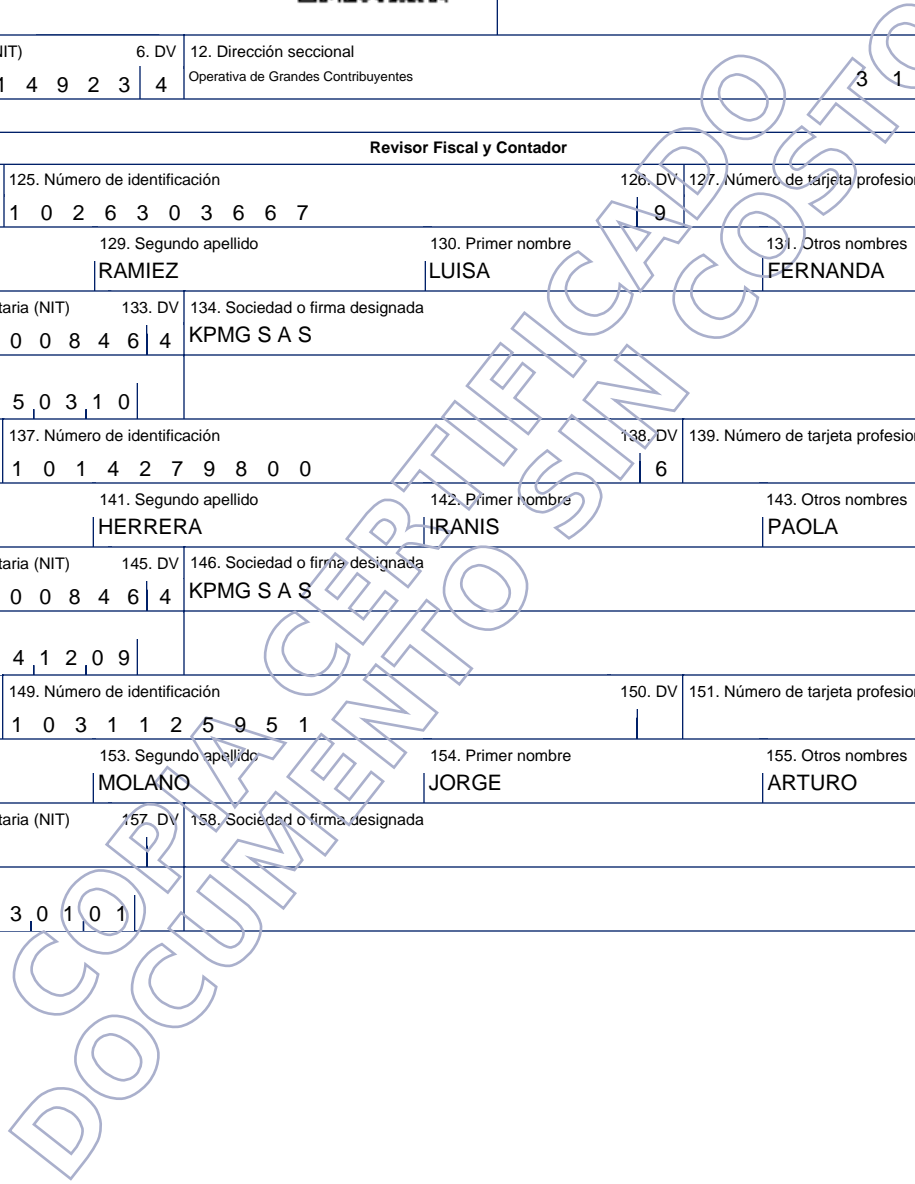 NIT) 6. DV 12. Dirección seccional
4 9 2 3 4 Operativa de Grandes Contribuyentes 3 1
Revisor Fiscal y Contador
125. Número de identificación 126. DV 127. Número de tarjeta profesion
1 0 2 6 3 0 3 6 6 7 9
129. Segundo apellido 130. Primer nombre 131. Otros nombres
RAMIEZ LUISA FERNANDA
taria (NIT) 133. DV 134. Sociedad o firma designada
0 0 8 4 6 4 KPMG S A S
5 0 3 1 0
137. Número de identificación 138. DV 139. Número de tarjeta profesion
1 0 1 4 2 7 9 8 0 0 6
141. Segundo apellido 142. Primer nombre 143. Otros nombres
HERRERA IRANIS PAOLA
taria (NIT) 145. DV 146. Sociedad o firma designada
0 0 8 4 6 4 KPMG S A S
4 1 2 0 9
149. Número de identificación 150. DV 151. Número de tarjeta profesion
1 0 3 1 1 2 5 9 5 1
153. Segundo apellido 154. Primer nombre 155. Otros nombres
MOLANO JORGE ARTURO
taria (NIT) 157. DV 158. Sociedad o firma designada
3 0 1 0 1
COPIA CERTIFICADO
DOCUMENTO SIN COSTO